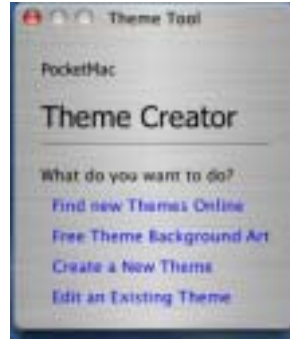 Theme Tool
PocketMac
Theme Creator
What do you want to do?
Find new Themes Online
Free Theme Background Art
Create a New Theme
Edit an Existing Theme